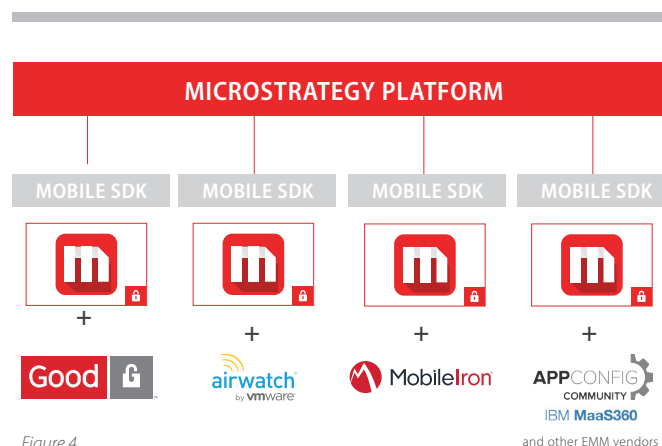 MICROSTRATEGY PLATFORM
MOBILE SDK MOBILE SDK MOBILE SDK MOBILE SDK
+ + + +
Good G ™
airwatch
by vmware®
MobileIron®
APPCONFIG
COMMUNITY
IBM MaaS360
and other EMM vendors
Figure 4